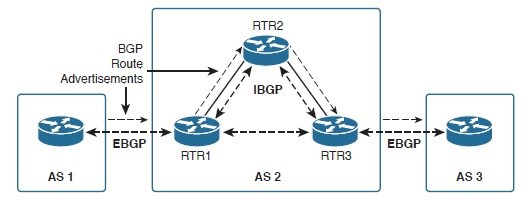 RTR2
BGP
Route
Advertisements
IBGP
EBGP
RTR1
RTR3
EBGP
AS 1
AS 2
AS 3